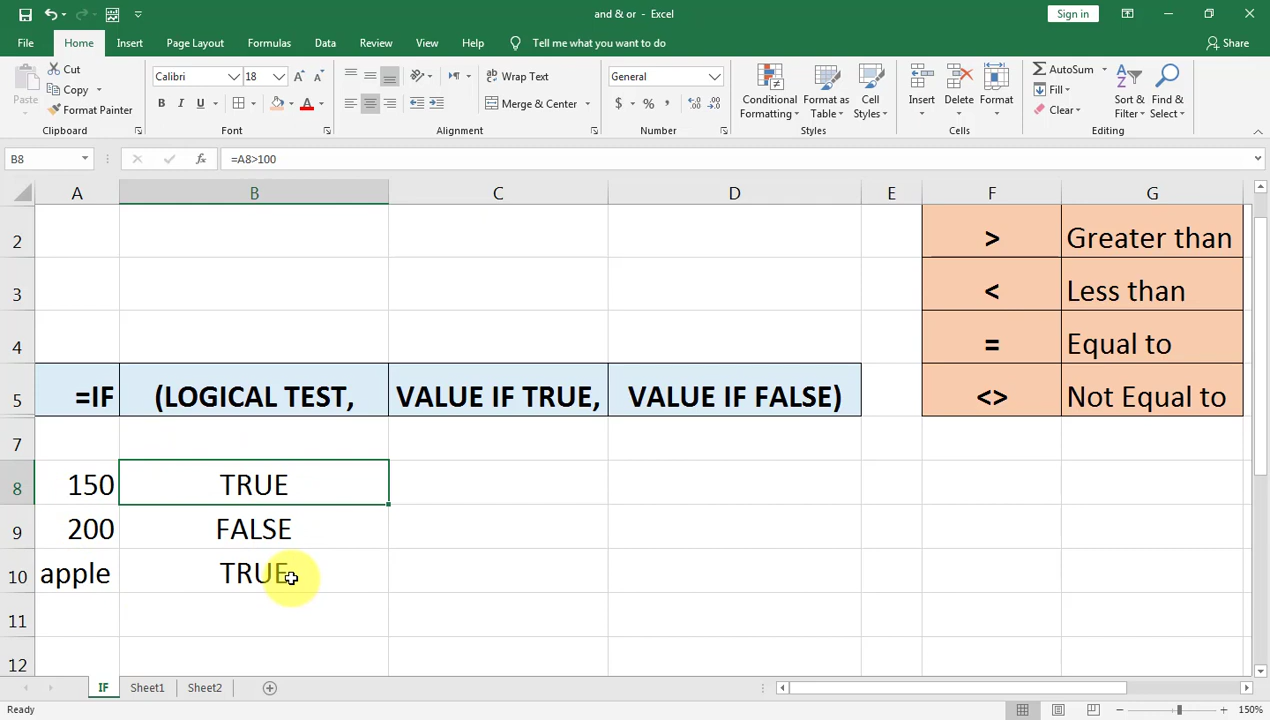 and & or - Excel
Sign in
File Home Insert Page Layout Formulas Data Review View Help Tell me what you want to do Share
Paste
Cut
Copy
Format Painter
Clipboard
Calibri 18
B I U
Font
Wrap Text
Merge & Center
Alignment
General
$ %
Number
Conditional Formatting
Format as Table
Cell Styles
Styles
Insert
Delete
Format
Cells
AutoSum
Fill
Clear
Sort & Filter
Find & Select
Editing
B8 fx =A8>100
A B C D E F G
2 > Greater than
3 < Less than
4 = Equal to
5 =IF (LOGICAL TEST, VALUE IF TRUE, VALUE IF FALSE) <> Not Equal to
7
8 150 TRUE
9 200 FALSE
10 apple TRUE
11
12
IF Sheet1 Sheet2
Ready 150%